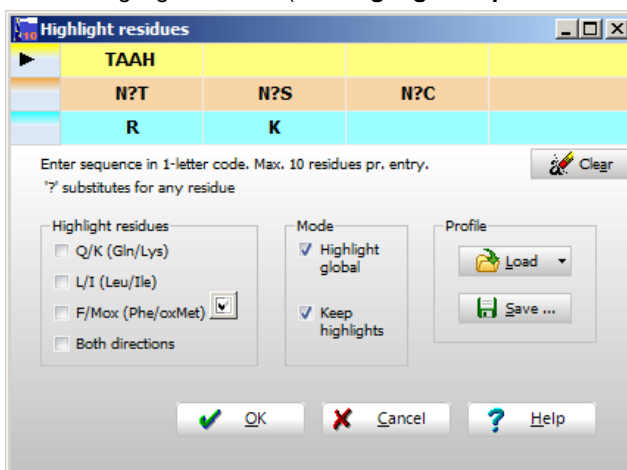 Highlight residues
TAAH
N?T N?S N?C
R K
Enter sequence in 1-letter code. Max. 10 residues pr. entry.
Clear
'?' substitutes for any residue
Highlight residues
Q/K (Gln/Lys)
L/I (Leu/Ile)
F/Mox (Phe/oxMet)
Both directions
Mode
Highlight
global
Keep
highlights
Profile
Load
Save ...
OK Cancel ? Help